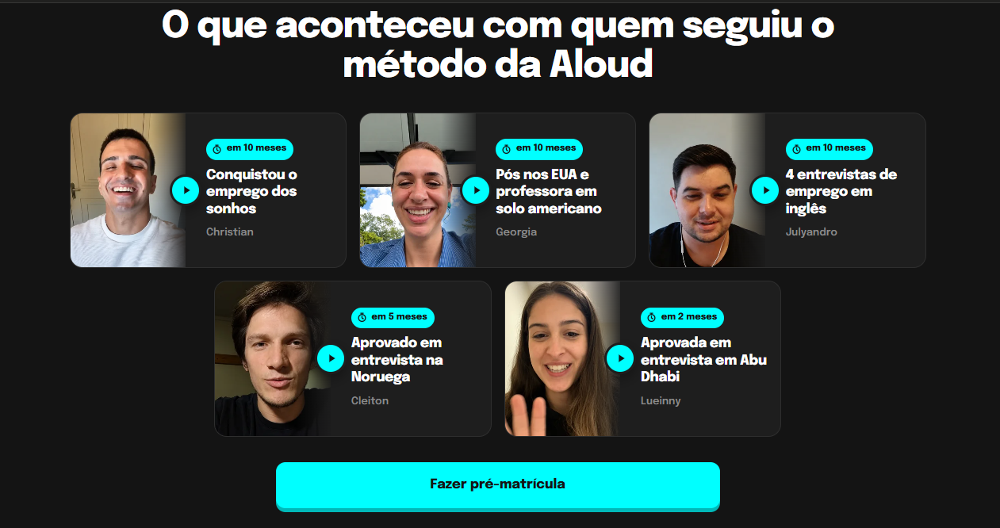 O que aconteceu com quem seguiu o
método da Aloud
em 10 meses
Conquistou o
emprego dos
sonhos
Christian
em 10 meses
Pós nos EUA e
professora em
solo americano
Georgia
em 10 meses
4 entrevistas de
emprego em
inglês
Julyandro
em 5 meses
Aprovado em
entrevista na
Noruega
Cleiton
em 2 meses
Aprovada em
entrevista em Abu
Dhabi
Lueinny
Fazer pré-matrícula